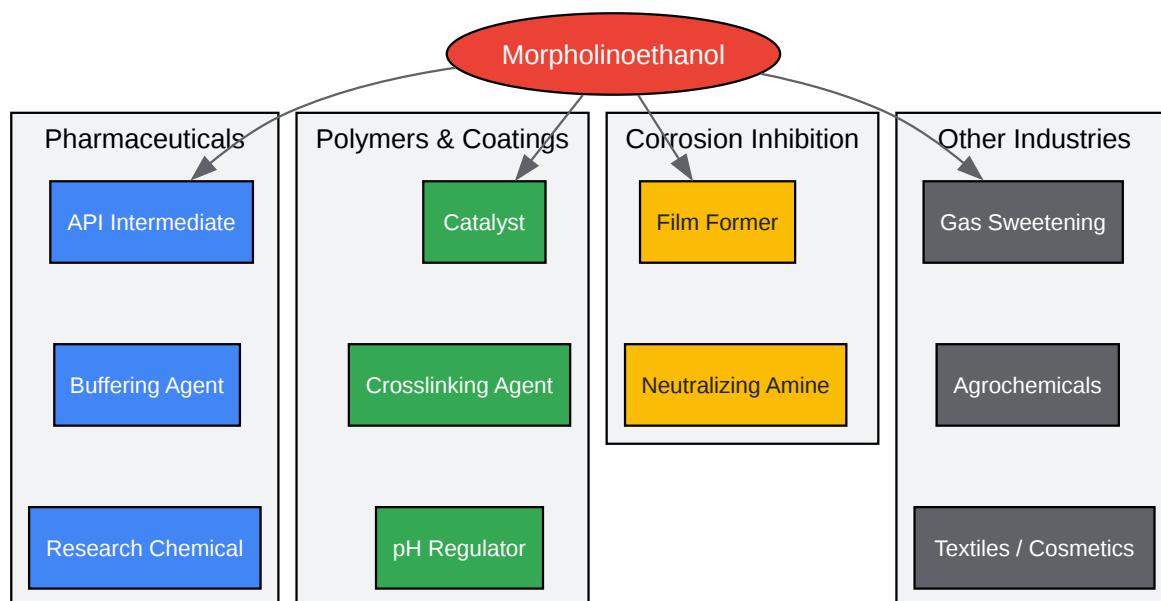 Morpholinoethanol
Pharmaceuticals
Polymers & Coatings
Corrosion Inhibition
Other Industries
API Intermediate
Catalyst
Film Former
Gas Sweetening
Buffering Agent
Crosslinking Agent
Neutralizing Amine
Agrochemicals
Research Chemical
pH Regulator
Textiles / Cosmetics